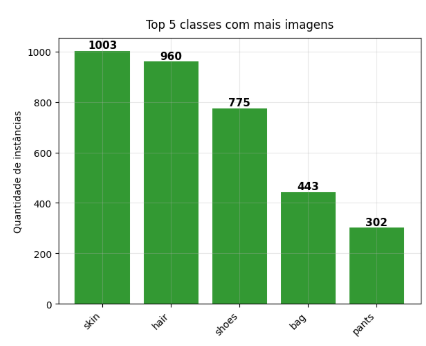 Top 5 classes com mais imagens
Quantidade de instâncias
1000
800
600
400
200
0
1003
960
775
443
302
skin
hair
shoes
bag
pants